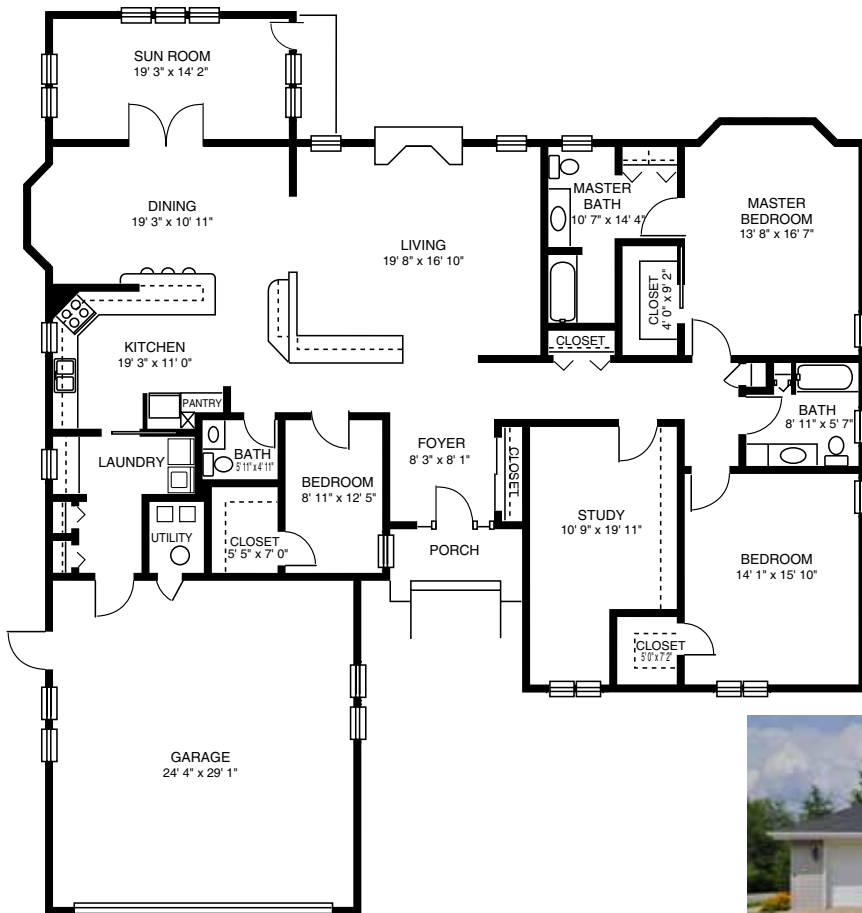 SUN ROOM
19' 3" x 14' 2"
DINING
19' 3" x 10' 11"
LIVING
19' 8" x 16' 10"
MASTER
BATH
10' 7" x 14' 4"
MASTER
BEDROOM
13' 8" x 16' 7"
CLOSET
4' 0" x 9' 2"
CLOSET
KITCHEN
19' 3" x 11' 0"
PANTRY
BATH
8' 11" x 5' 7"
LAUNDRY
BATH
5' 11" x 4' 11"
BEDROOM
8' 11" x 12' 5"
FOYER
8' 3" x 8' 1"
CLOSET
STUDY
10' 9" x 19' 11"
UTILITY
CLOSET
5' 5" x 7' 0"
PORCH
BEDROOM
14' 1" x 15' 10"
CLOSET
5' 0" x 7' 2"
GARAGE
24' 4" x 29' 1"